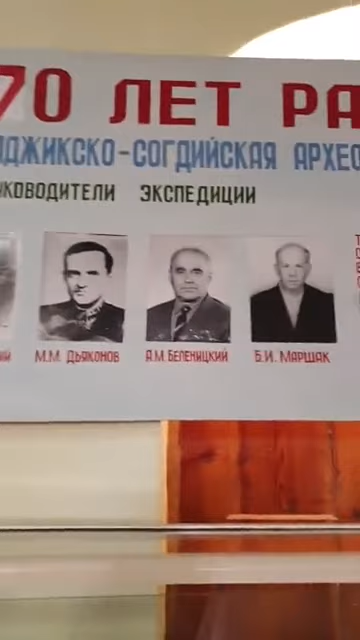 70 ЛЕТ РА
ДЖИКСКО-СОГДИЙСКАЯ АРХЕО
КОВОДИТЕЛИ ЭКСПЕДИЦИИ
М.М. ДЬЯКОНОВ А.М. БЕЛЕНИЦКИЙ Б.И. МАРШАК